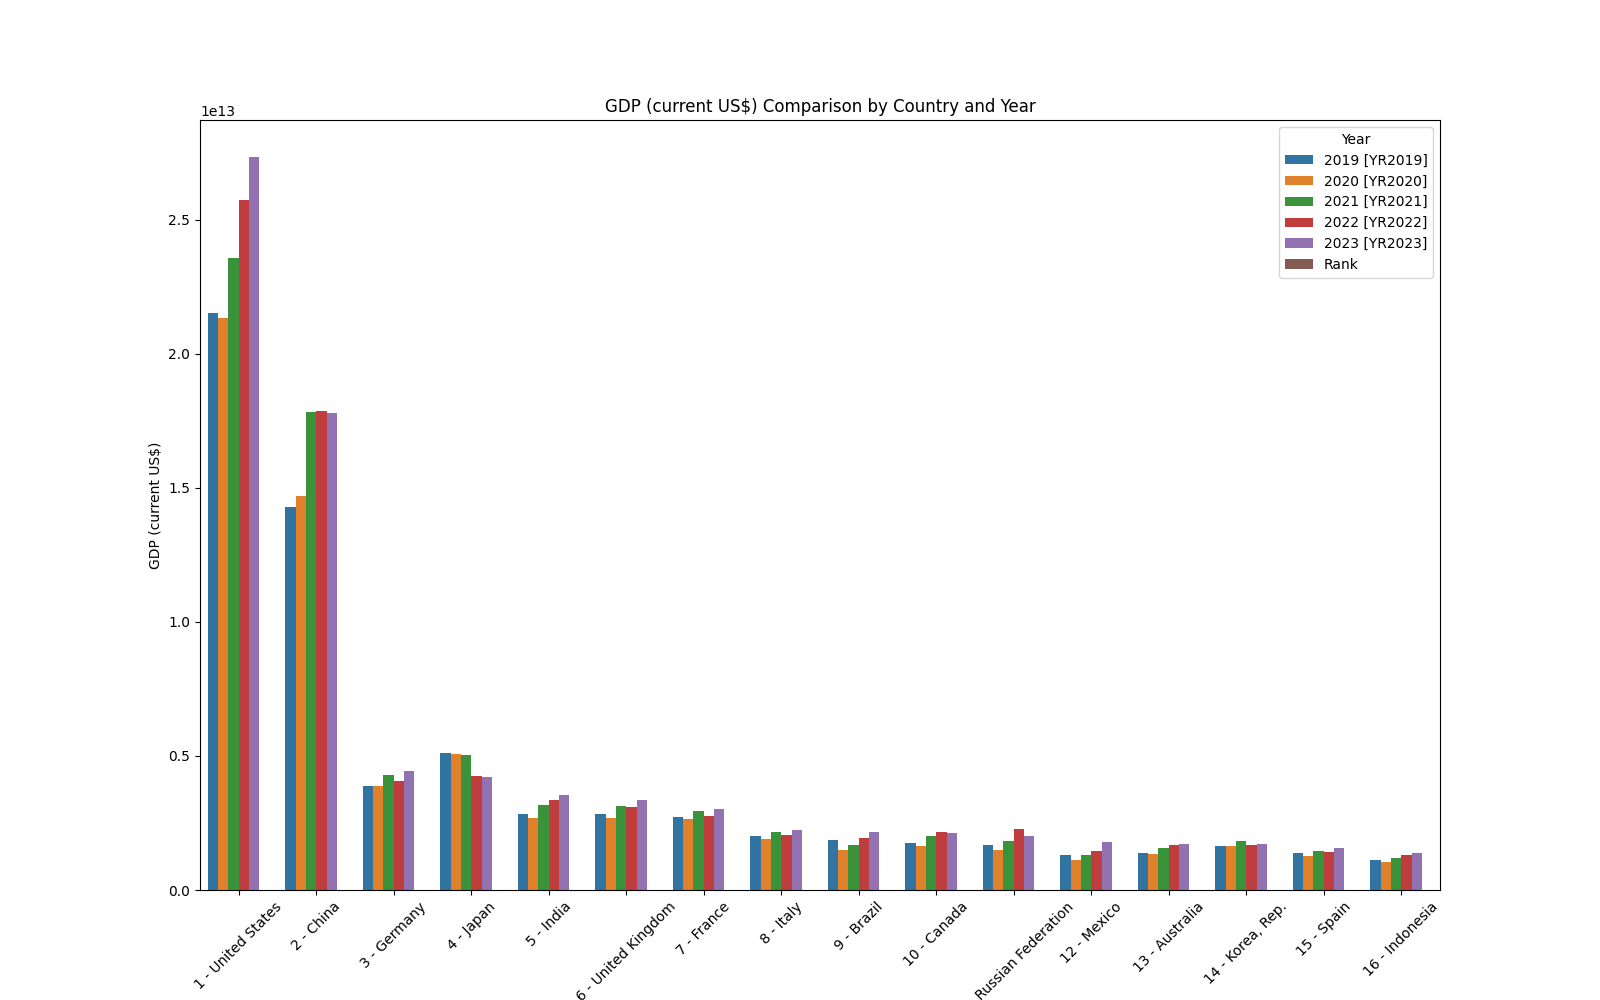 GDP (current US$) Comparison by Country and Year
1e13
Year
2019 [YR2019]
2020 [YR2020]
2021 [YR2021]
2022 [YR2022]
2023 [YR2023]
Rank
2.5
2.0
1.5
1.0
0.5
0.0
GDP (current US$)
1 - United States
2 - China
3 - Germany
4 - Japan
5 - India
6 - United Kingdom
7 - France
8 - Italy
9 - Brazil
10 - Canada
Russian Federation
12 - Mexico
13 - Australia
14 - Korea, Rep.
15 - Spain
16 - Indonesia